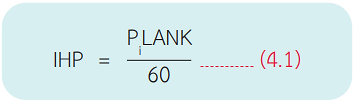 IHP = PᵢLANK / 60 ........... (4.1)